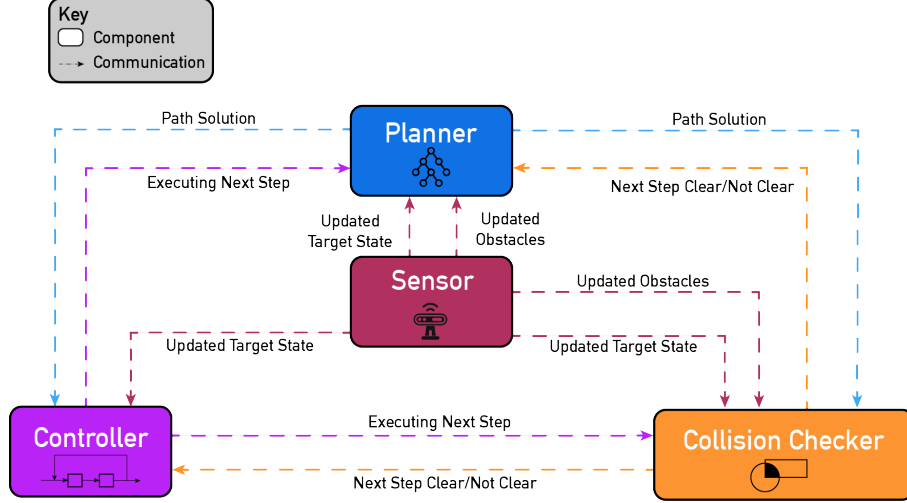 Key
Component
Communication
Path Solution
Planner
Path Solution
Executing Next Step
Next Step Clear/Not Clear
Updated
Target State
Updated
Obstacles
Sensor
Updated Obstacles
Updated Target State
Updated Target State
Controller
Executing Next Step
Collision Checker
Next Step Clear/Not Clear